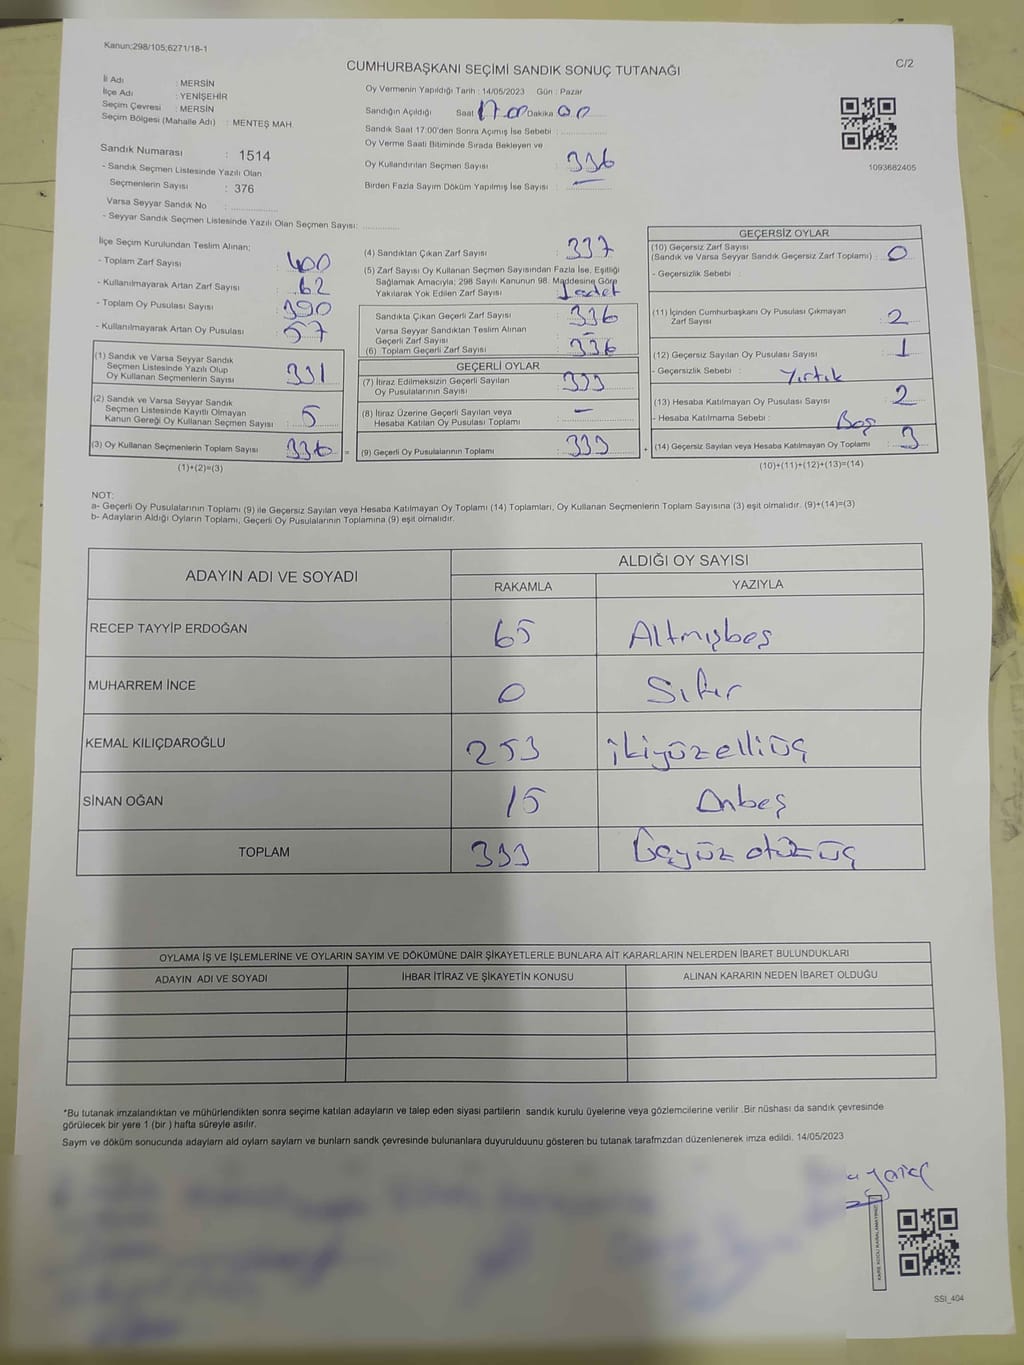 Kanun;298/105;6271/18-1
C/2
CUMHURBAŞKANI SEÇİMİ SANDIK SONUÇ TUTANAĞI
İl Adı : MERSİN
İlçe Adı : YENİŞEHİR
Seçim Çevresi : MERSİN
Seçim Bölgesi (Mahalle Adı) : MENTEŞ MAH.
Sandık Numarası : 1514
- Sandık Seçmen Listesinde Yazılı Olan
Seçmenlerin Sayısı : 376
Varsa Seyyar Sandık No :
- Seyyar Sandık Seçmen Listesinde Yazılı Olan Seçmen Sayısı:
Oy Vermenin Yapıldığı Tarih : 14/05/2023 Gün : Pazar
Sandığın Açıldığı Saat 17.00 Dakika 00
Sandık Saat 17:00'den Sonra Açımış İse Sebebi :
Oy Verme Saati Bitiminde Sırada Bekleyen ve
Oy Kullandırılan Seçmen Sayısı : 336
Birden Fazla Sayım Döküm Yapılmış İse Sayısı : —
1093682405
İlçe Seçim Kurulundan Teslim Alınan;
- Toplam Zarf Sayısı : 400
- Kullanılmayarak Artan Zarf Sayısı : 62
- Toplam Oy Pusulası Sayısı : 390
- Kullanılmayarak Artan Oy Pusulası : 57
(1) Sandık ve Varsa Seyyar Sandık
Seçmen Listesinde Yazılı Olup
Oy Kullanan Seçmenlerin Sayısı : 331
(2) Sandık ve Varsa Seyyar Sandık
Seçmen Listesinde Kayıtlı Olmayan
Kanun Gereği Oy Kullanan Seçmen Sayısı : 5
(3) Oy Kullanan Seçmenlerin Toplam Sayısı : 336
(1)+(2)=(3)
(4) Sandıktan Çıkan Zarf Sayısı : 337
(5) Zarf Sayısı Oy Kullanan Seçmen Sayısından Fazla İse, Eşitliği
Sağlamak Amacıyla; 298 Sayılı Kanunun 98. Maddesine Göre
Yakılarak Yok Edilen Zarf Sayısı : 1 adet
Sandıkta Çıkan Geçerli Zarf Sayısı : 336
Varsa Seyyar Sandıktan Teslim Alınan
Geçerli Zarf Sayısı : —
(6) Toplam Geçerli Zarf Sayısı : 336
GEÇERLİ OYLAR
(7) İtiraz Edilmeksizin Geçerli Sayılan
Oy Pusulalarının Sayısı : 333
(8) İtiraz Üzerine Geçerli Sayılan veya
Hesaba Katılan Oy Pusulası Toplamı : —
(9) Geçerli Oy Pusulalarının Toplamı : 333
GEÇERSİZ OYLAR
(10) Geçersiz Zarf Sayısı
(Sandık ve Varsa Seyyar Sandık Geçersiz Zarf Toplamı) : 0
- Geçersizlik Sebebi :
(11) İçinden Cumhurbaşkanı Oy Pusulası Çıkmayan
Zarf Sayısı : 2
(12) Geçersiz Sayılan Oy Pusulası Sayısı : 1
- Geçersizlik Sebebi : Yırtık
(13) Hesaba Katılmayan Oy Pusulası Sayısı : 2
- Hesaba Katılmama Sebebi : Boş
(14) Geçersiz Sayılan veya Hesaba Katılmayan Oy Toplamı : 3
(10)+(11)+(12)+(13)=(14)
NOT:
a- Geçerli Oy Pusulalarının Toplamı (9) ile Geçersiz Sayılan veya Hesaba Katılmayan Oy Toplamı (14) Toplamları, Oy Kullanan Seçmenlerin Toplam Sayısına (3) eşit olmalıdır. (9)+(14)=(3)
b- Adayların Aldığı Oyların Toplamı, Geçerli Oy Pusulalarının Toplamına (9) eşit olmalıdır.
ADAYIN ADI VE SOYADI ALDIĞI OY SAYISI
RAKAMLA YAZIYLA
RECEP TAYYİP ERDOĞAN 65 Altmışbeş
MUHARREM İNCE 0 Sıfır
KEMAL KILIÇDAROĞLU 253 ikiyüzelliüç
SİNAN OĞAN 15 Onbeş
TOPLAM 333 Üçyüz otuzüç
OYLAMA İŞ VE İŞLEMLERİNE VE OYLARIN SAYIM VE DÖKÜMÜNE DAİR ŞİKAYETLERLE BUNLARA AİT KARARLARIN NELERDEN İBARET BULUNDUKLARI
ADAYIN ADI VE SOYADI İHBAR İTİRAZ VE ŞİKAYETİN KONUSU ALINAN KARARIN NEDEN İBARET OLDUĞU
*Bu tutanak imzalandıktan ve mühürlendikten sonra seçime katılan adayların ve talep eden siyasi partilerin sandık kurulu üyelerine veya gözlemcilerine verilir .Bir nüshası da sandık çevresinde
görülecek bir yere 1 (bir ) hafta süreyle asılır.
Saym ve döküm sonucunda adaylarn ald oylarn saylarn ve bunlarn sandk çevresinde bulunanlara duyurulduunu gösteren bu tutanak tarafmzdan düzenlenerek imza edildi. 14/05/2023
KARE KODU KARALAMAYINIZ
SSI_404